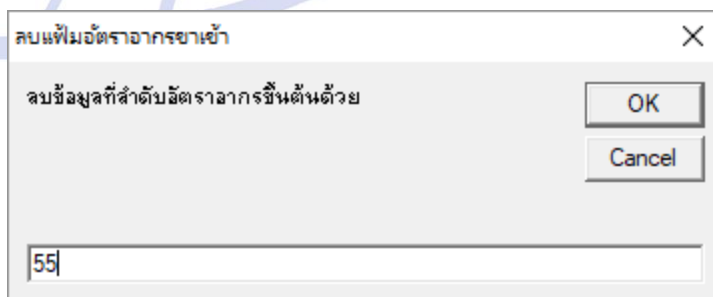 ลบแฟ้มอัตราอากรขาเข้า
ลบข้อมูลที่ลำดับอัตราอากรขึ้นต้นด้วย
OK
Cancel
55